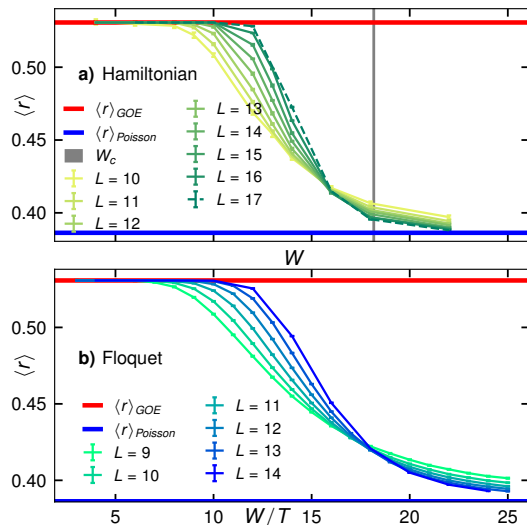 0.50
0.45
0.40
⟨r⟩
a) Hamiltonian
⟨r⟩GOE
⟨r⟩Poisson
Wc
L = 10
L = 11
L = 12
L = 13
L = 14
L = 15
L = 16
L = 17
W
0.50
0.45
0.40
⟨r⟩
b) Floquet
⟨r⟩GOE
⟨r⟩Poisson
L = 9
L = 10
L = 11
L = 12
L = 13
L = 14
5 10 15 20 25
W/T